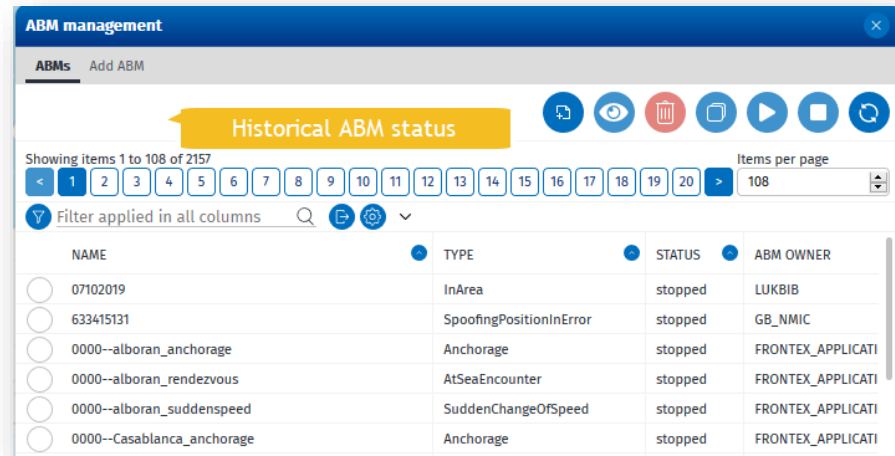 ABM management
ABMs Add ABM
Historical ABM status
Showing items 1 to 108 of 2157
Items per page
< 1 2 3 4 5 6 7 8 9 10 11 12 13 14 15 16 17 18 19 20 > 108
Filter applied in all columns
NAME TYPE STATUS ABM OWNER
07102019 InArea stopped LUKBIB
633415131 SpoofingPositionInError stopped GB_NMIC
0000--alboran_anchorage Anchorage stopped FRONTEX_APPLICATI
0000--alboran_rendezvous AtSeaEncounter stopped FRONTEX_APPLICATI
0000--alboran_suddenspeed SuddenChangeOfSpeed stopped FRONTEX_APPLICATI
0000--Casablanca_anchorage Anchorage stopped FRONTEX_APPLICATI